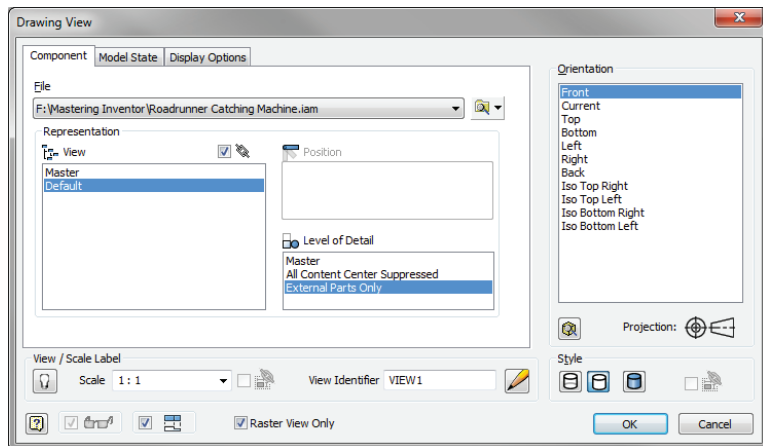 Drawing View
Component Model State Display Options
File
F:\Mastering Inventor\Roadrunner Catching Machine.iam
Representation
View
Master
Default
Position
Level of Detail
Master
All Content Center Suppressed
External Parts Only
Orientation
Front
Current
Top
Bottom
Left
Right
Back
Iso Top Right
Iso Top Left
Iso Bottom Right
Iso Bottom Left
Projection:
View / Scale Label
Scale 1 : 1 View Identifier VIEW1
Style
Raster View Only
OK Cancel